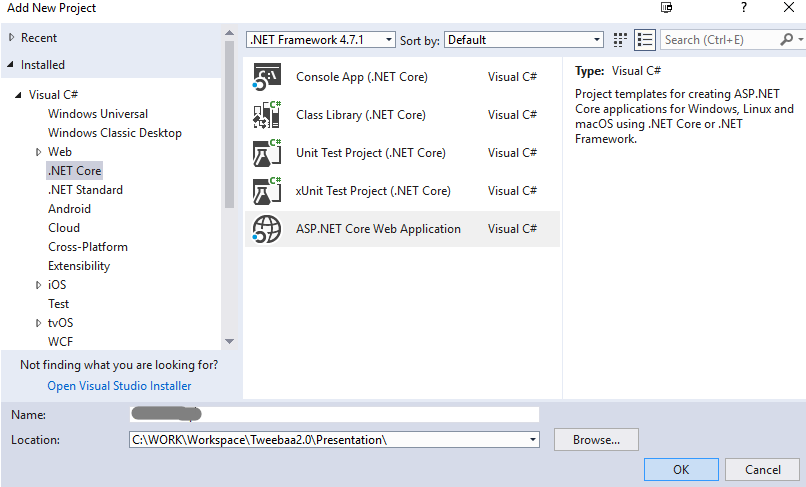 Add New Project
?
Recent
Installed
Visual C#
Windows Universal
Windows Classic Desktop
Web
.NET Core
.NET Standard
Android
Cloud
Cross-Platform
Extensibility
iOS
Test
tvOS
WCF
Not finding what you are looking for?
Open Visual Studio Installer
.NET Framework 4.7.1 Sort by: Default
Search (Ctrl+E)
Console App (.NET Core) Visual C#
Class Library (.NET Core) Visual C#
Unit Test Project (.NET Core) Visual C#
xUnit Test Project (.NET Core) Visual C#
ASP.NET Core Web Application Visual C#
Type: Visual C#
Project templates for creating ASP.NET
Core applications for Windows, Linux and
macOS using .NET Core or .NET
Framework.
Name:
Location: C:\WORK\Workspace\Tweebaa2.0\Presentation\ Browse...
OK Cancel